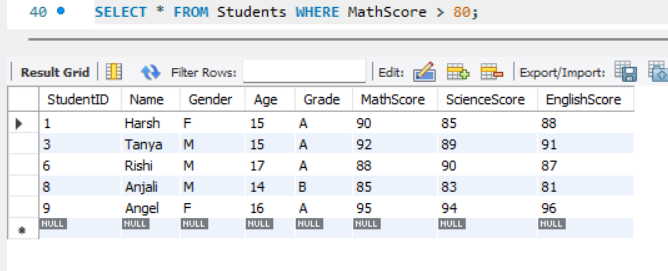 40 SELECT * FROM Students WHERE MathScore > 80;
Result Grid Filter Rows: Edit: Export/Import:
StudentID Name Gender Age Grade MathScore ScienceScore EnglishScore
1 Harsh F 15 A 90 85 88
3 Tanya M 15 A 92 89 91
6 Rishi M 17 A 88 90 87
8 Anjali M 14 B 85 83 81
9 Angel F 16 A 95 94 96
NULL NULL NULL NULL NULL NULL NULL NULL